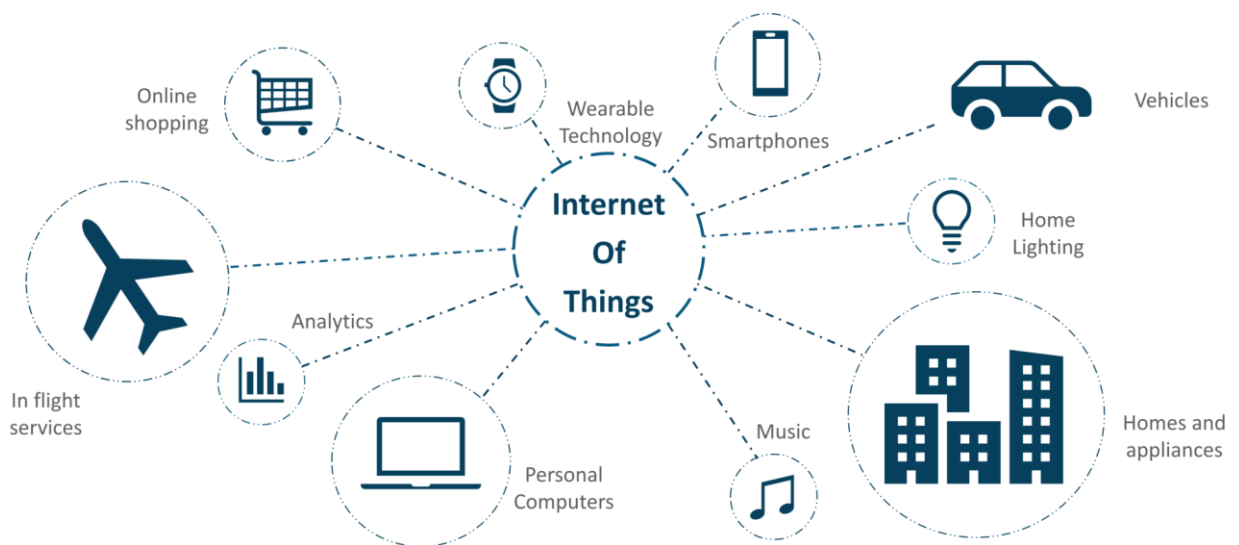 Online
shopping
Wearable
Technology
Smartphones
Vehicles
Internet
Of
Things
Home
Lighting
Analytics
In flight
services
Personal
Computers
Music
Homes and
appliances